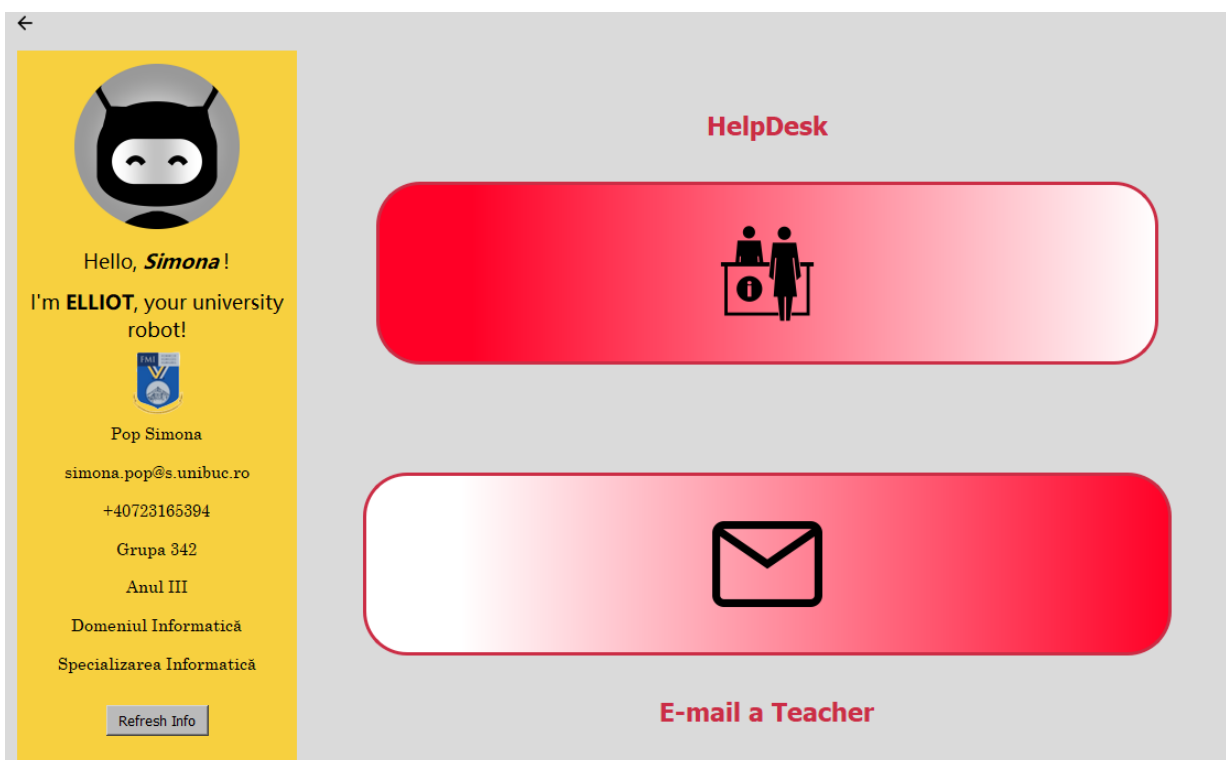 Hello, Simona !
I'm ELLIOT, your university
robot!
FMI
Pop Simona
simona.pop@s.unibuc.ro
+40723165394
Grupa 342
Anul III
Domeniul Informatică
Specializarea Informatică
Refresh Info
HelpDesk
E-mail a Teacher